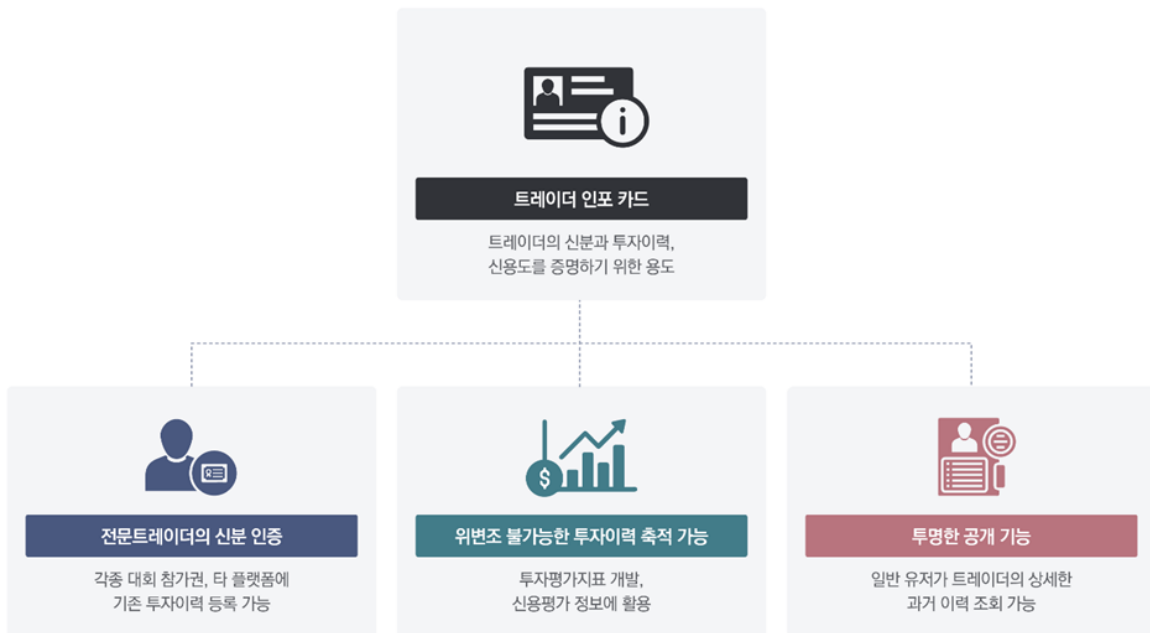 트레이더 인포 카드
트레이더의 신분과 투자이력,
신용도를 증명하기 위한 용도
전문트레이더의 신분 인증
각종 대회 참가권, 타 플랫폼에
기존 투자이력 등록 가능
위변조 불가능한 투자이력 축적 가능
투자평가지표 개발,
신용평가 정보에 활용
투명한 공개 기능
일반 유저가 트레이더의 상세한
과거 이력 조회 가능